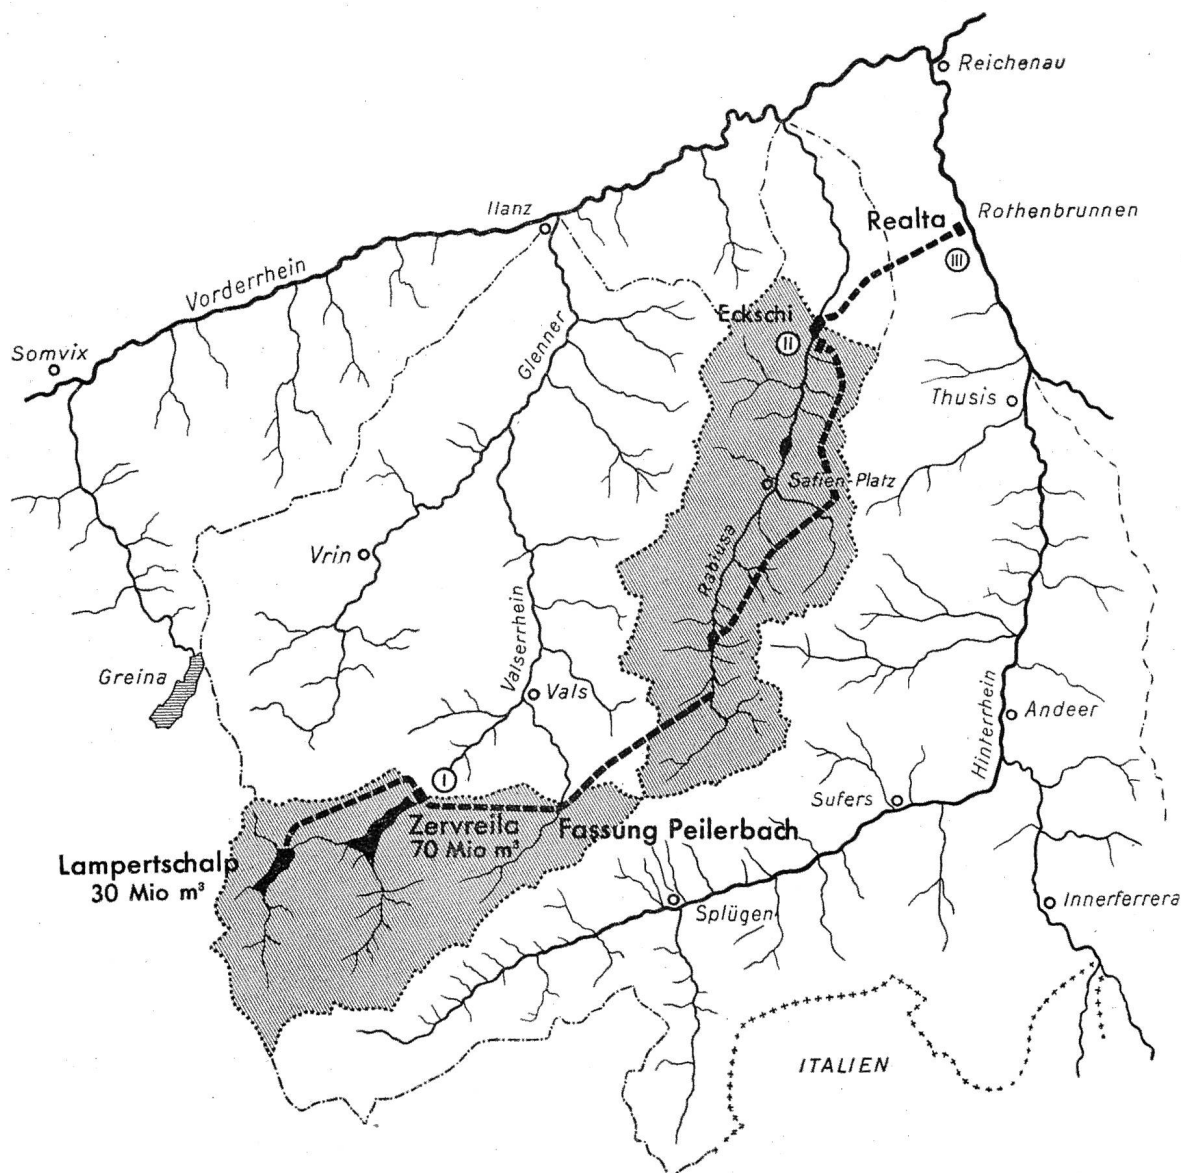 Reichenau
Ilanz
Realta
Rothenbrunnen
III
Vorderrhein
Eckschi
II
Somvix
Glenner
Thusis
Safien-Platz
Vrin
Rabiusa
Valserrhein
Greina
Vals
Hinterrhein
Andeer
I
Sufers
Zervreila
70 Mio m³
Fassung Peilerbach
Lampertschalp
30 Mio m³
Splügen
Innerferrera
ITALIEN